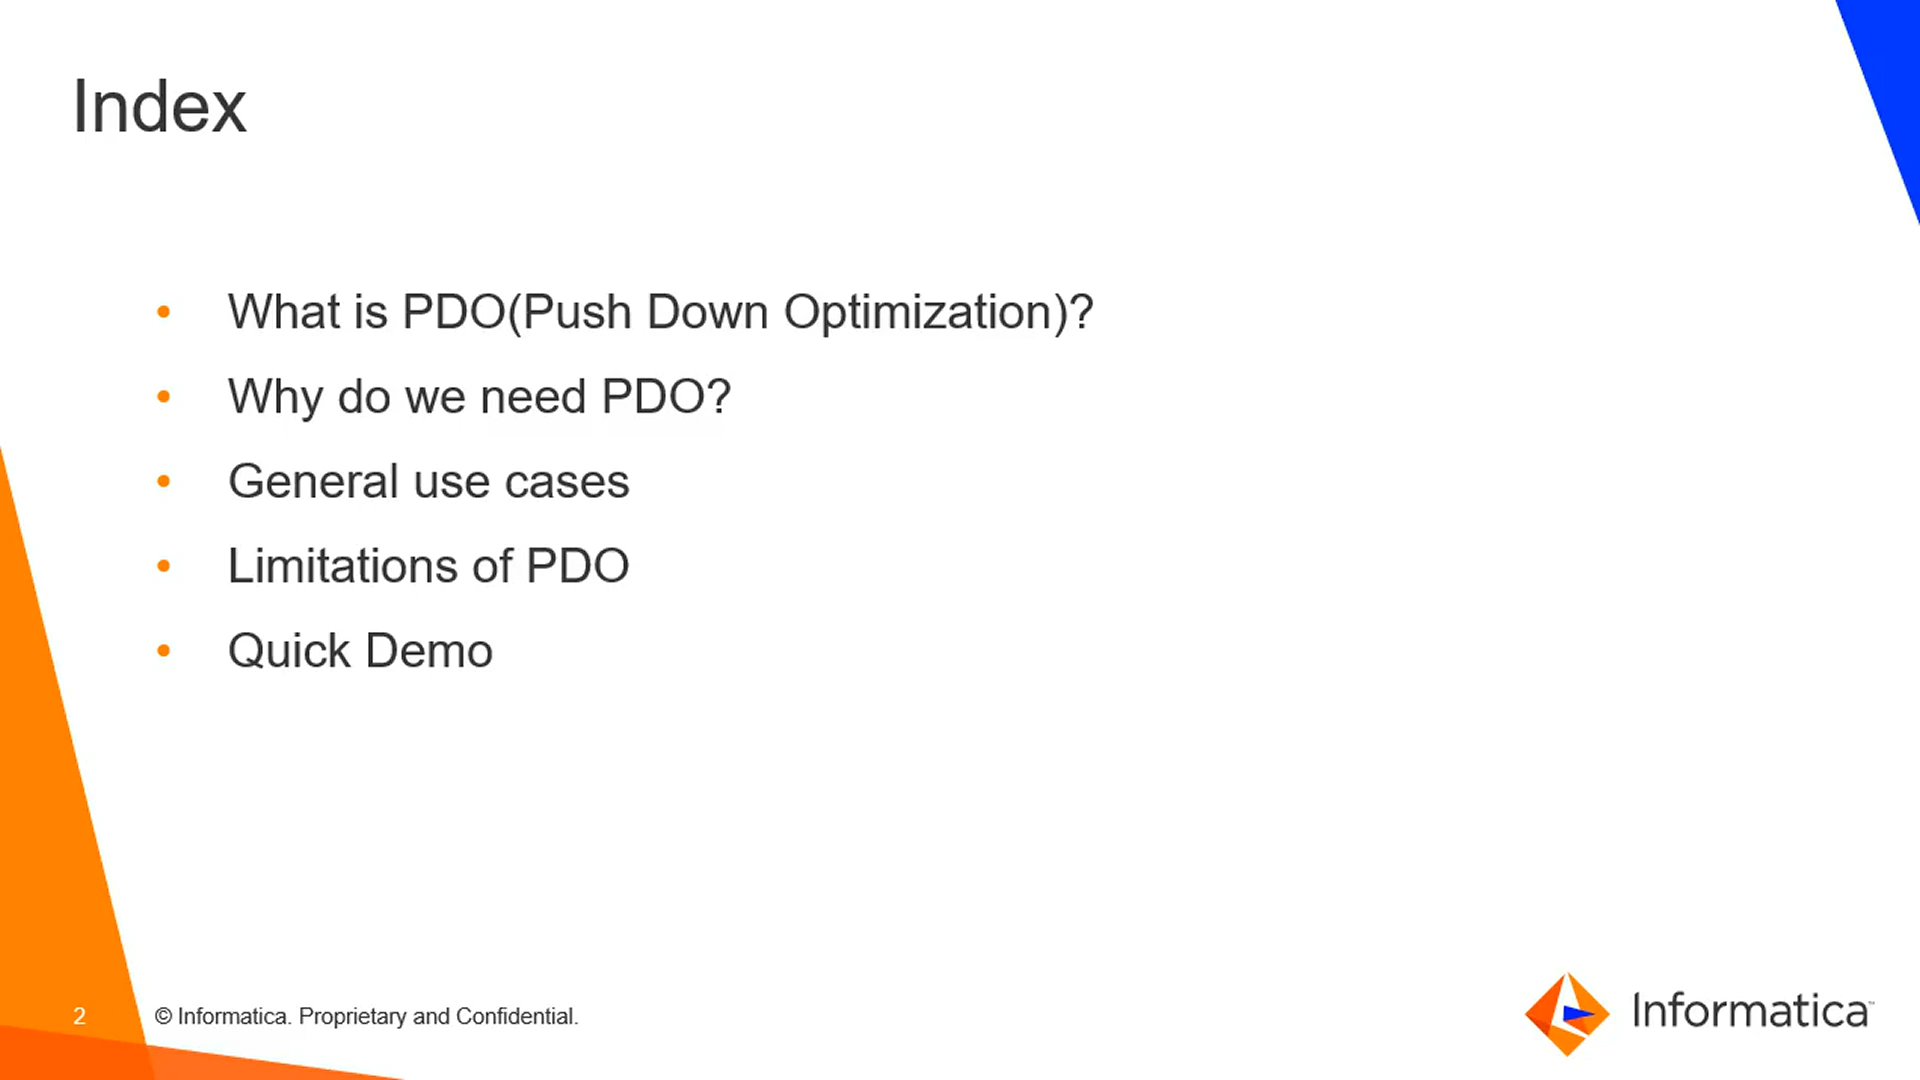 Index
• What is PDO(Push Down Optimization)?
• Why do we need PDO?
• General use cases
• Limitations of PDO
• Quick Demo
2 © Informatica. Proprietary and Confidential.
Informatica™